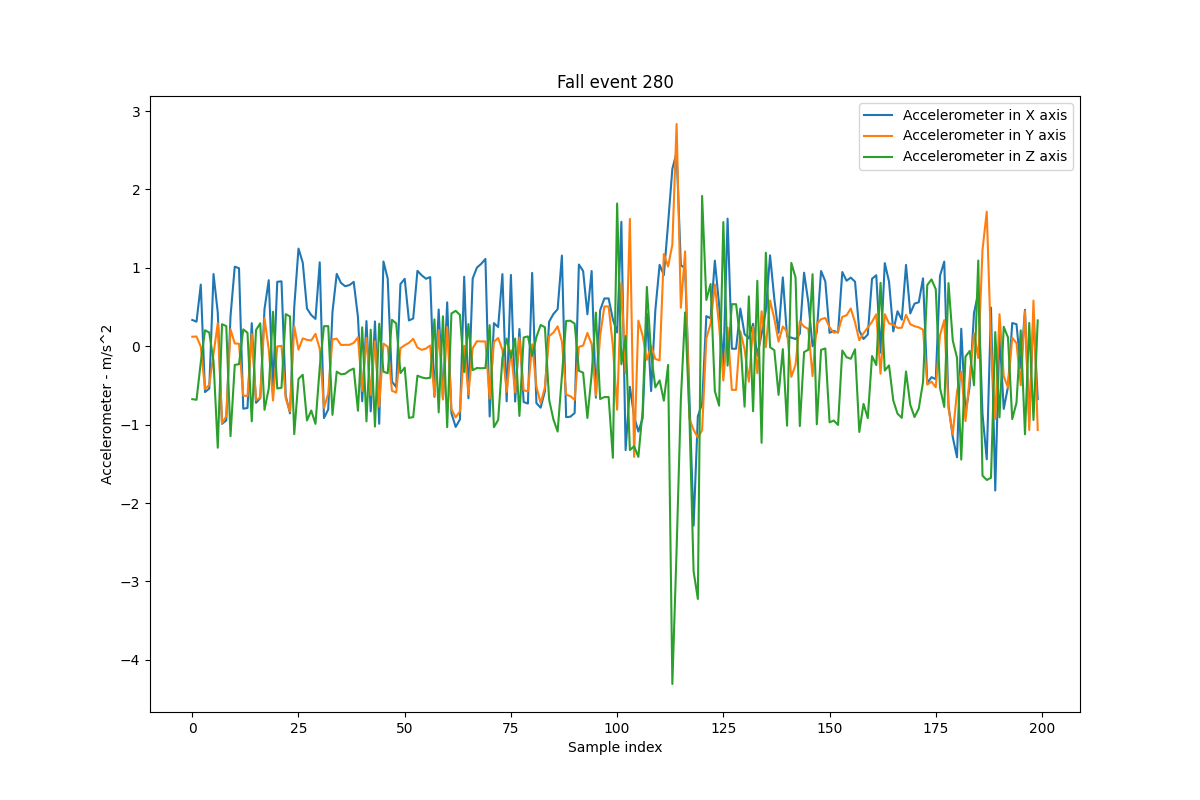 Fall event 280
Accelerometer in X axis
Accelerometer in Y axis
Accelerometer in Z axis
Accelerometer - m/s^2
3
2
1
0
−1
−2
−3
−4
0 25 50 75 100 125 150 175 200
Sample index